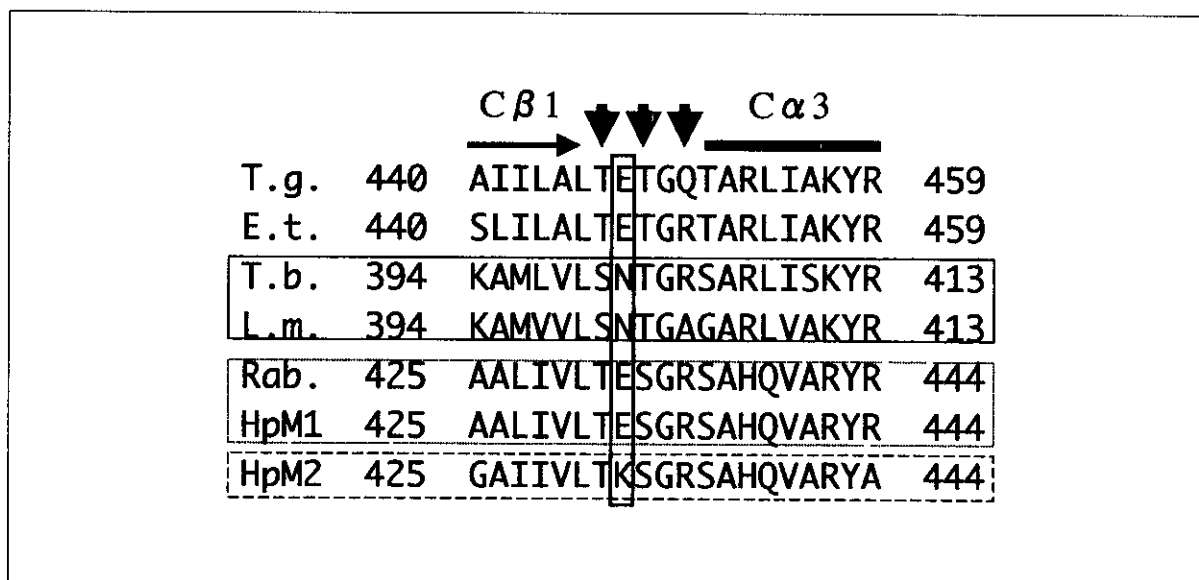 Cβ1 Cα3
T.g. 440 AIILALTETGQTARLIAKYR 459
E.t. 440 SLILALTETGRTARLIAKYR 459
T.b. 394 KAMLVLSNTGRSARLISKYR 413
L.m. 394 KAMVVLSNTGAGARLVAKYR 413
Rab. 425 AALIVLTESGRSAHQVARYR 444
HpM1 425 AALIVLTESGRSAHQVARYR 444
HpM2 425 GAIIVLTKSGRSAHQVARYA 444